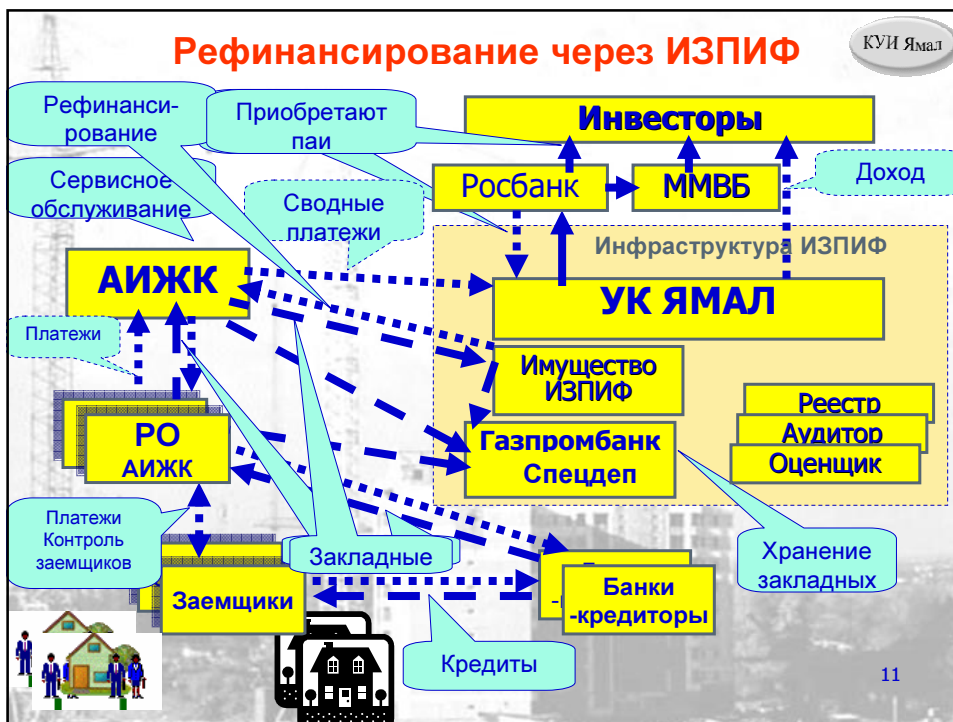 Рефинансирование через ИЗПИФ
КУИ Ямал
Рефинанси-
рование
Приобретают
паи
Инвесторы
Сервисное
обслуживание
Сводные
платежи
Росбанк
ММВБ
Доход
Инфраструктура ИЗПИФ
АИЖК
УК ЯМАЛ
Платежи
Имущество
ИЗПИФ
РО
АИЖК
Газпромбанк
Спецдеп
Реестр
Аудитор
Оценщик
Платежи
Контроль
заемщиков
Закладные
Хранение
закладных
Заемщики
Банки
-кредиторы
Кредиты
11